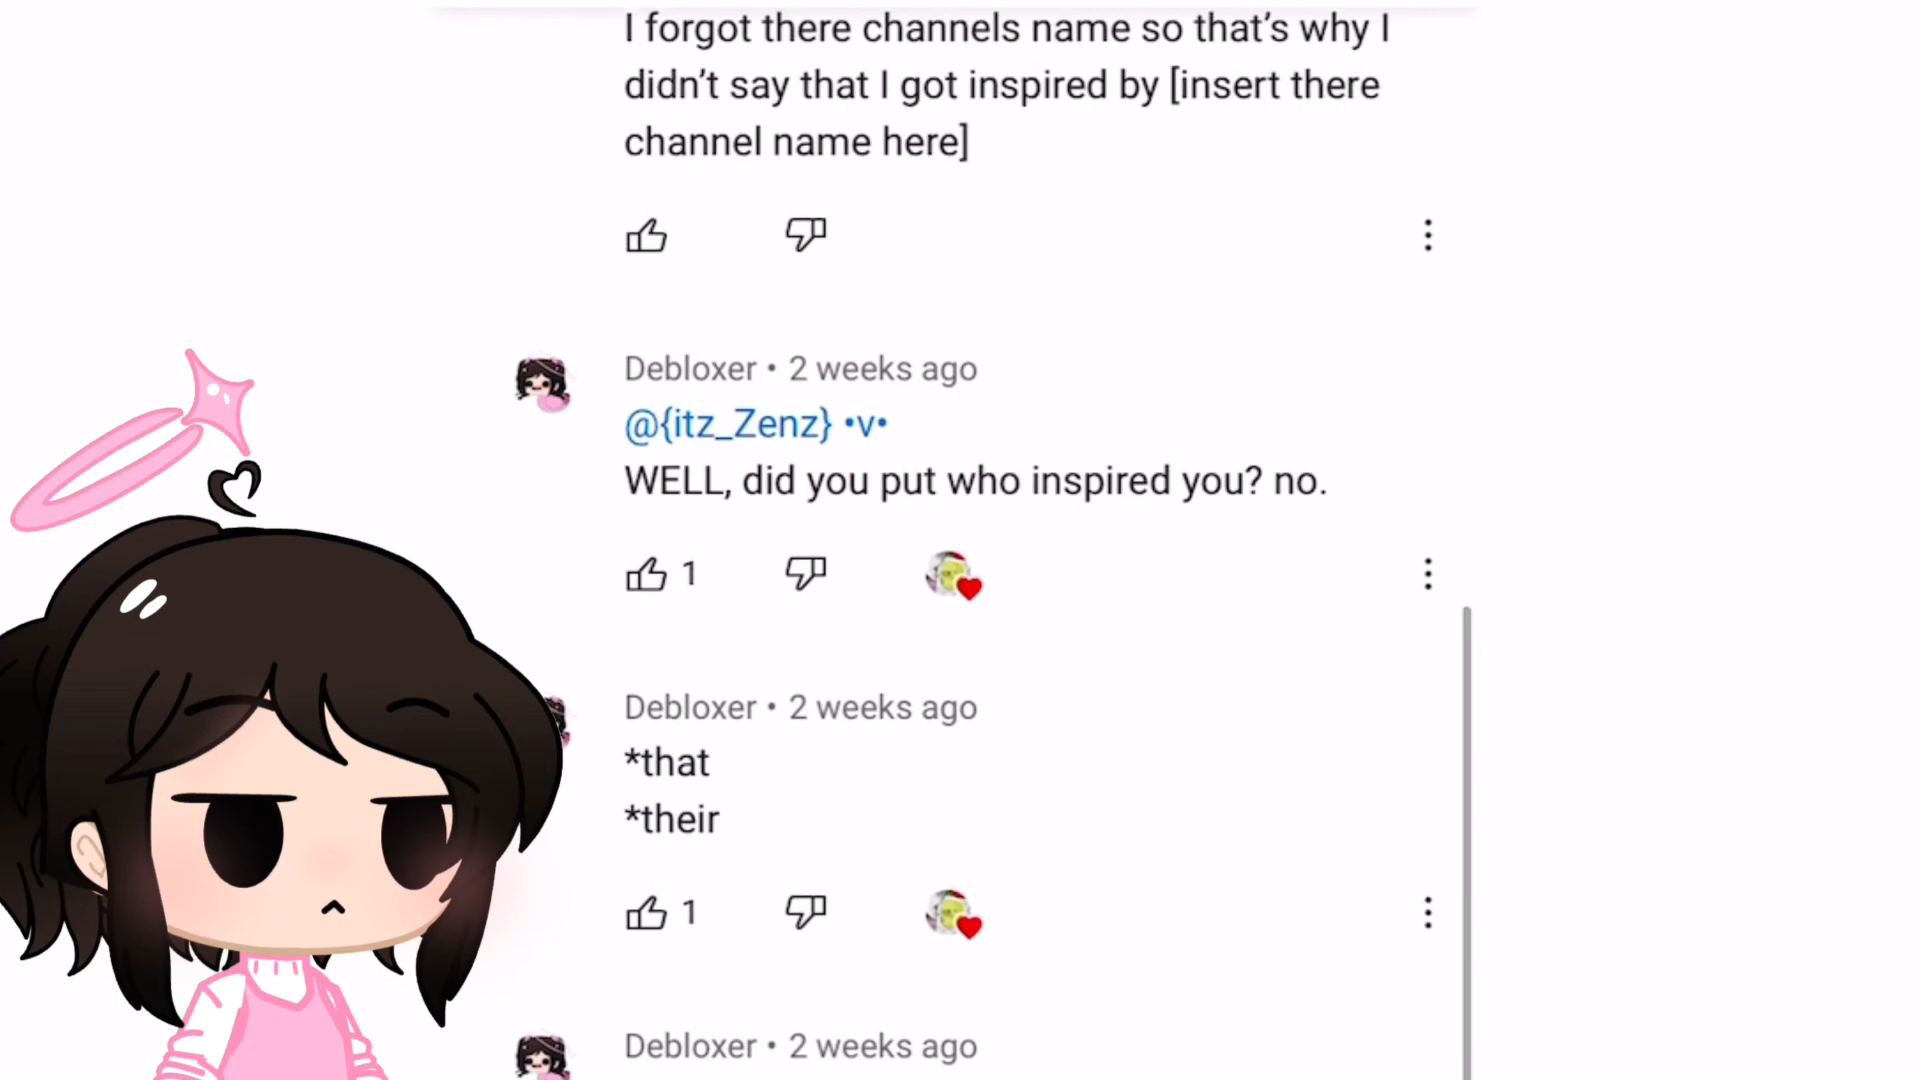 I forgot there channels name so that’s why I
didn’t say that I got inspired by [insert there
channel name here]
Debloxer • 2 weeks ago
@{itz_Zenz} •v•
WELL, did you put who inspired you? no.
1
Debloxer • 2 weeks ago
*that
*their
1
Debloxer • 2 weeks ago